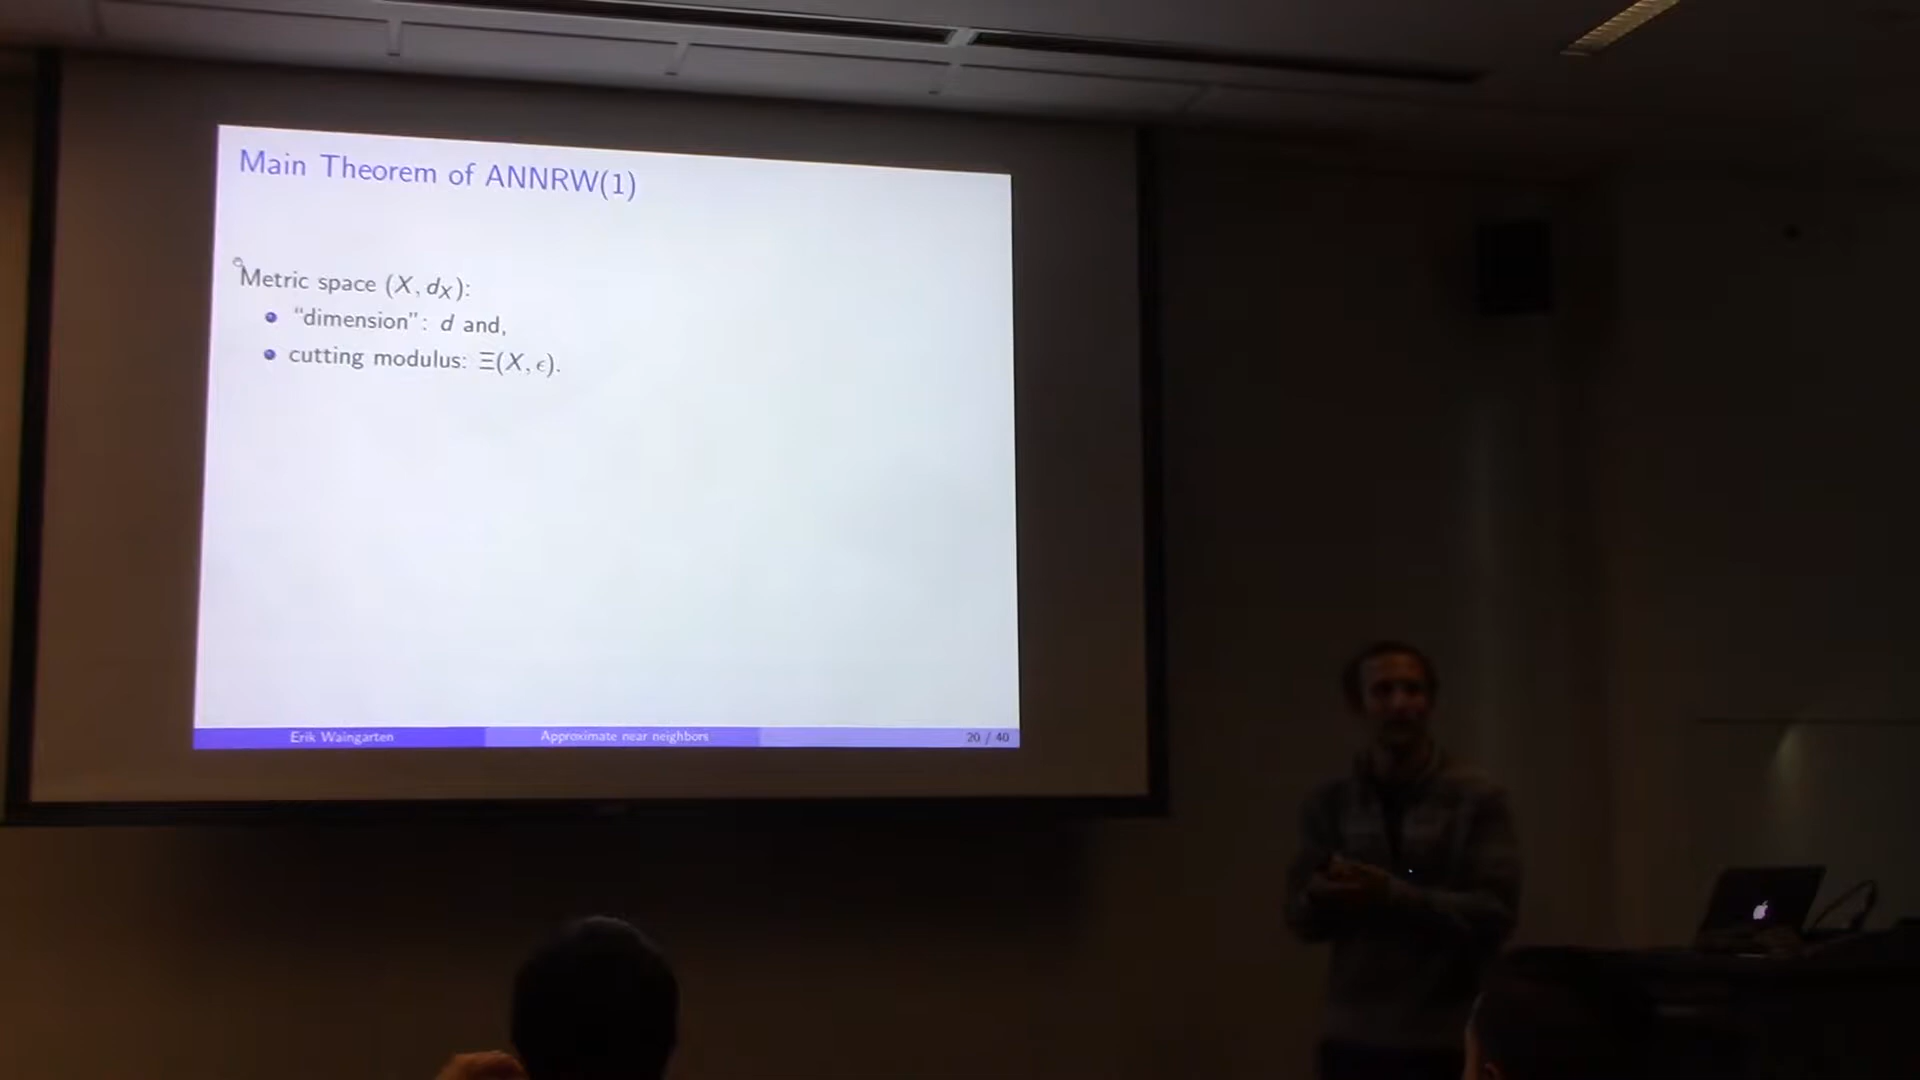 Main Theorem of ANNRW(1)
Metric space (X, d_X):
"dimension": d and,
cutting modulus: Ξ(X, ϵ).
Erik Waingarten
Approximate near neighbors
20 / 40